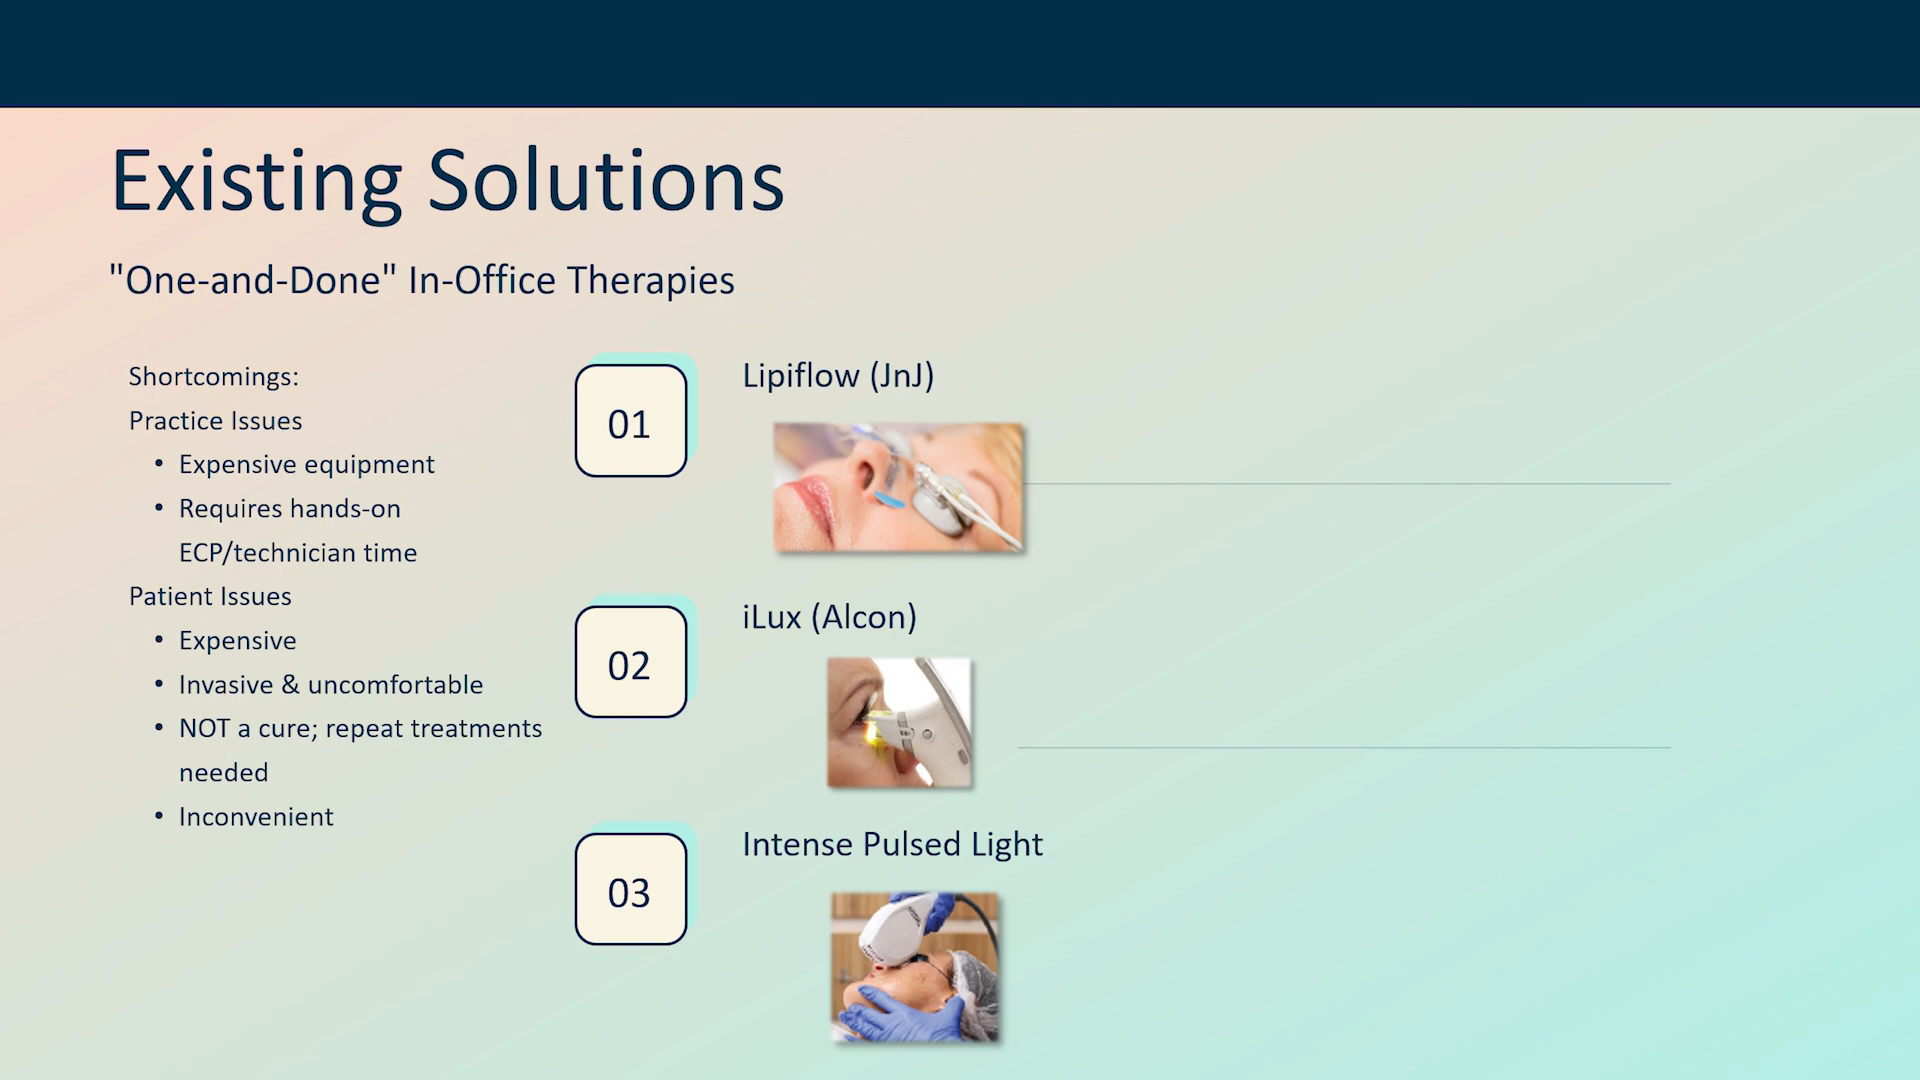 Existing Solutions
"One-and-Done" In-Office Therapies
Shortcomings:
Practice Issues
• Expensive equipment
• Requires hands-on
ECP/technician time
Patient Issues
• Expensive
• Invasive & uncomfortable
• NOT a cure; repeat treatments
needed
• Inconvenient
01
Lipiflow (JnJ)
02
iLux (Alcon)
03
Intense Pulsed Light